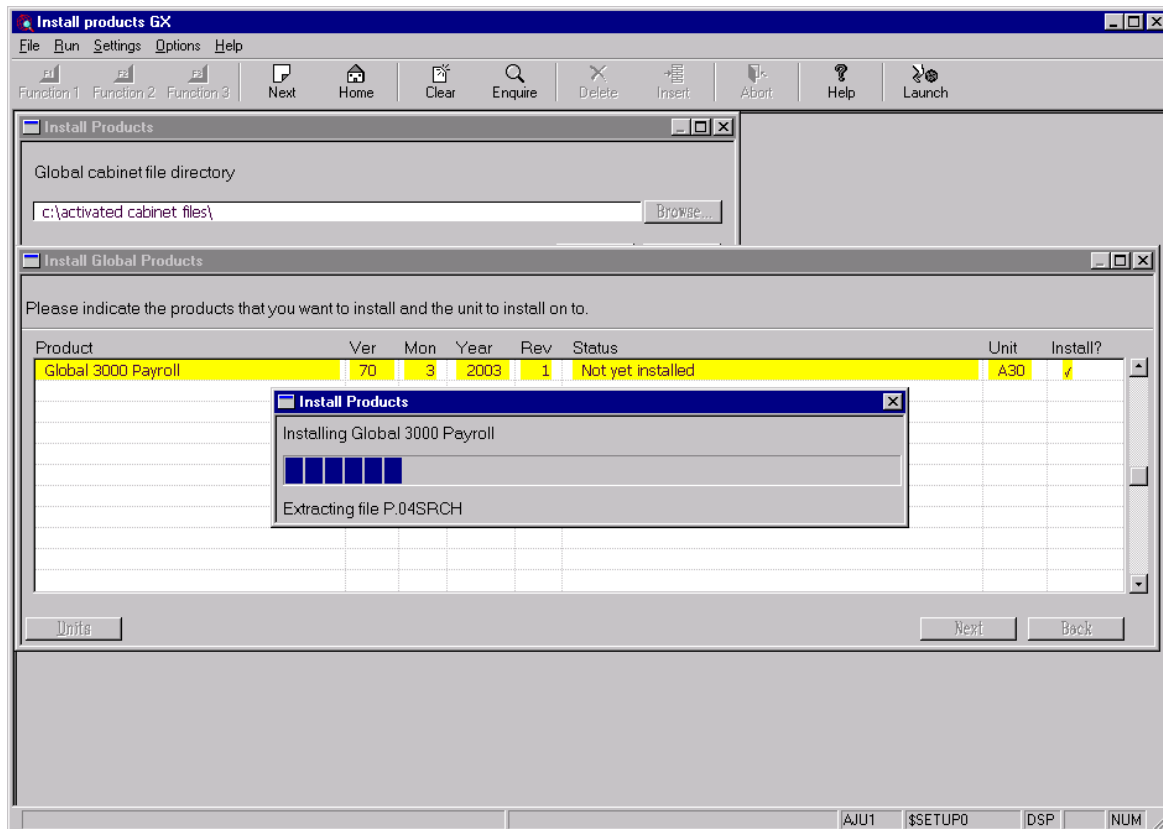 Install products GX
File Run Settings Options Help
F1 F2 F3
Function 1 Function 2 Function 3 Next Home Clear Enquire Delete Insert Abort Help Launch
Install Products
Global cabinet file directory
c:\activated cabinet files\ Browse...
Install Global Products
Please indicate the products that you want to install and the unit to install on to.
Product Ver Mon Year Rev Status Unit Install?
Global 3000 Payroll 70 3 2003 1 Not yet installed A30 √
Install Products
Installing Global 3000 Payroll
Extracting file P.04SRCH
Units Next Back
AJU1 $SETUP0 DSP NUM